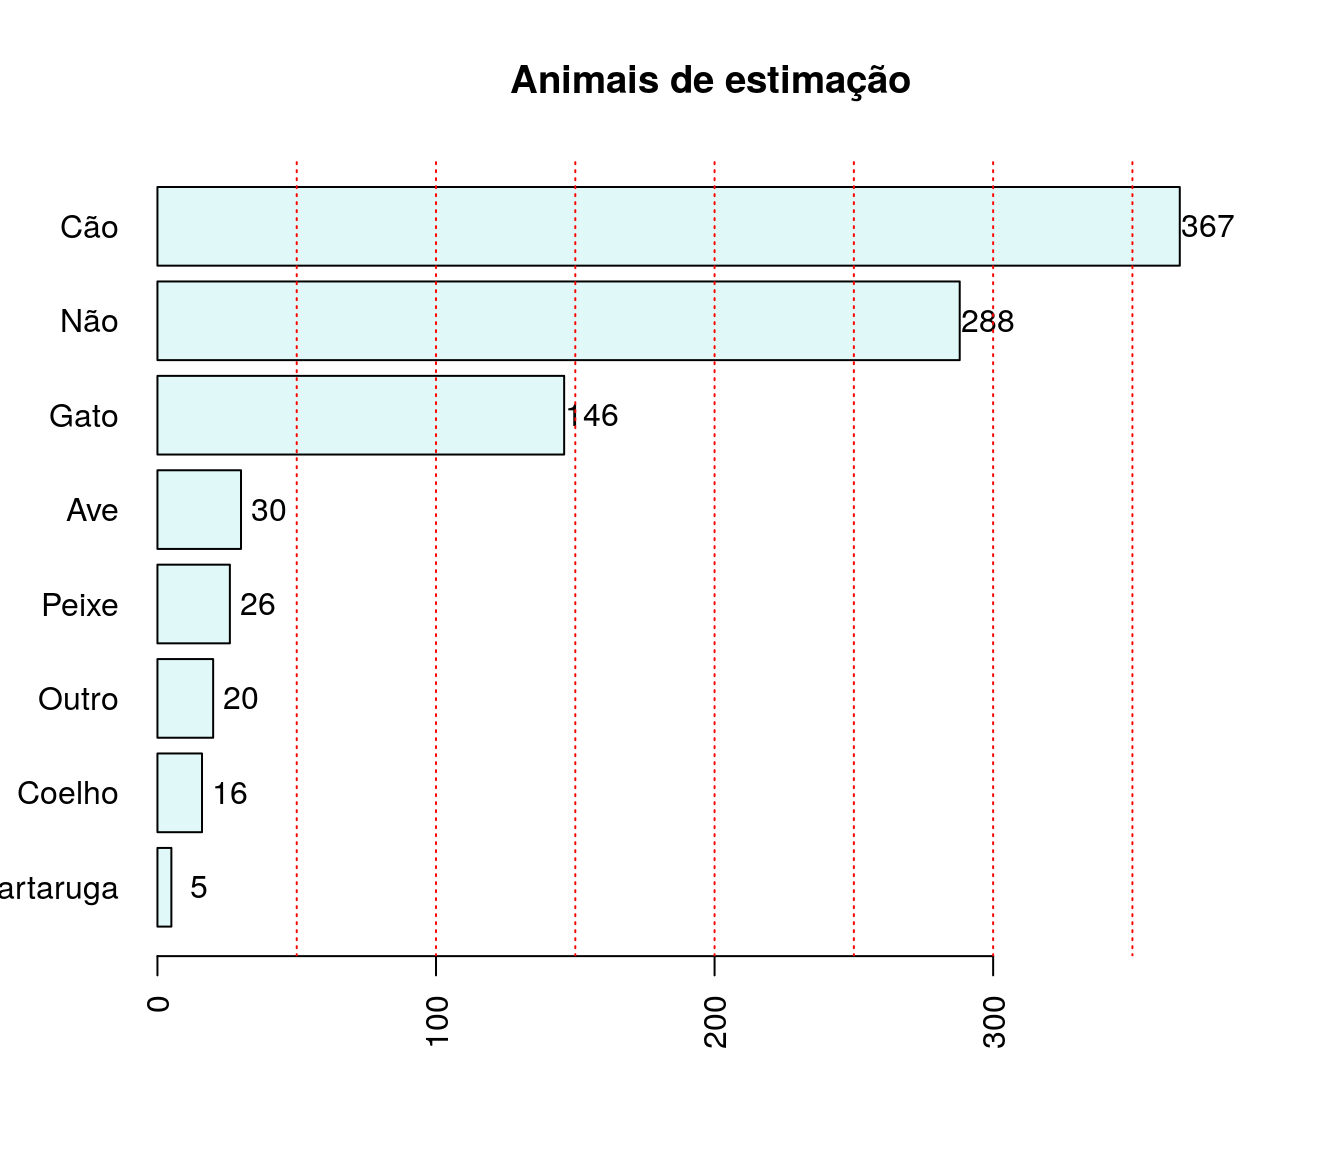 Animais de estimação
Cão 367
Não 288
Gato 146
Ave 30
Peixe 26
Outro 20
Coelho 16
artaruga 5
0 100 200 300